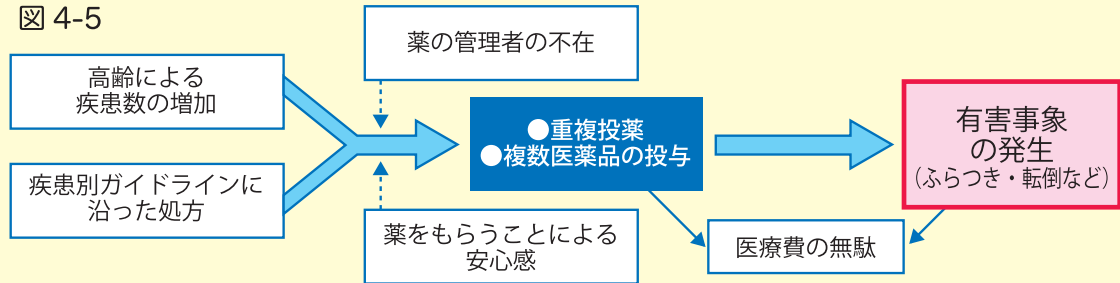 図 4-5
薬の管理者の不在
高齢による
疾患数の増加
●重複投薬
●複数医薬品の投与
有害事象
の発生
（ふらつき・転倒など）
疾患別ガイドラインに
沿った処方
薬をもらうことによる
安心感
医療費の無駄